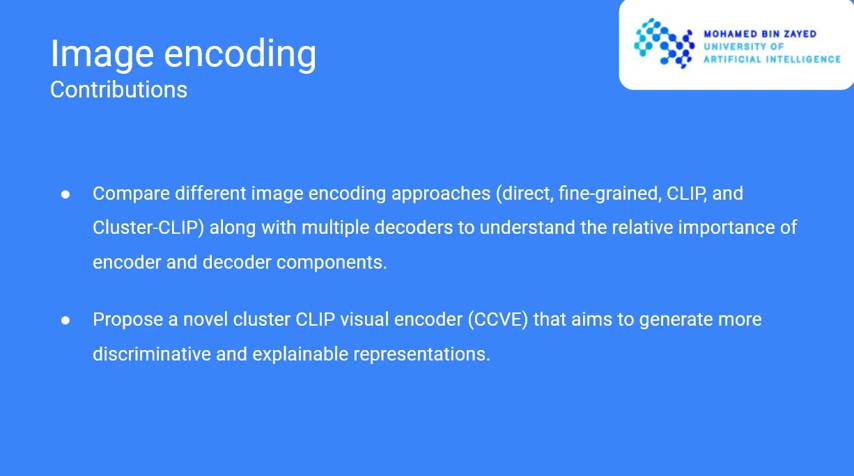 Image encoding
Contributions
MOHAMED BIN ZAYED
UNIVERSITY OF
ARTIFICIAL INTELLIGENCE
● Compare different image encoding approaches (direct, fine-grained, CLIP, and
Cluster-CLIP) along with multiple decoders to understand the relative importance of
encoder and decoder components.
● Propose a novel cluster CLIP visual encoder (CCVE) that aims to generate more
discriminative and explainable representations.